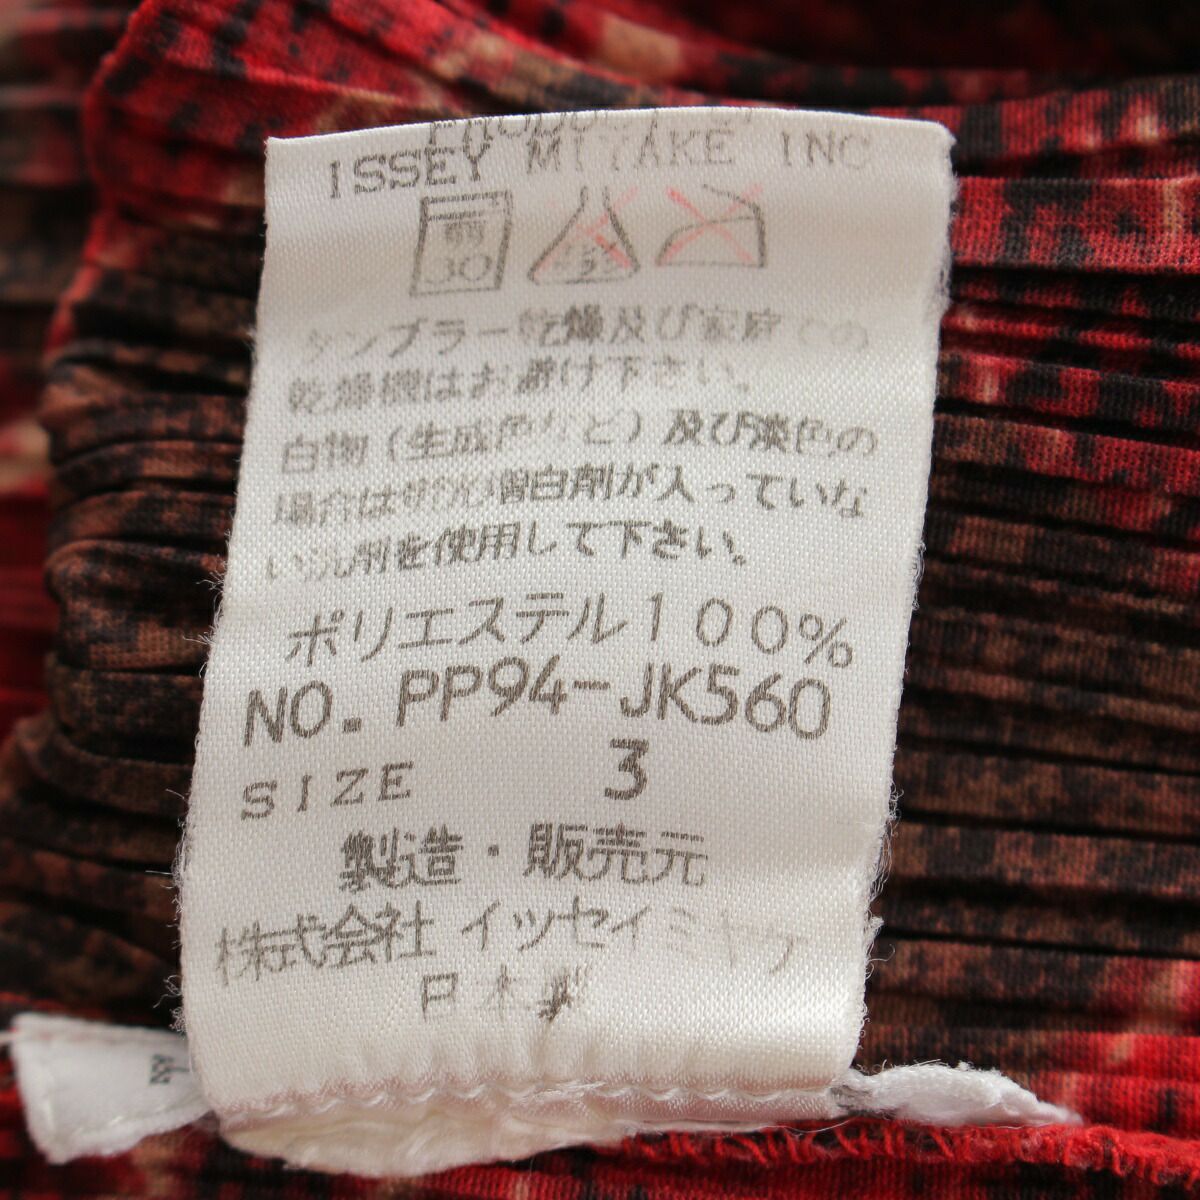 ISSEY MIYAKE INC
弱
30
タンブラー乾燥及び家庭での
乾燥機はお避け下さい。
白物(生成色など)及び淡色の
場合は蛍光増白剤が入っていな
い洗剤を使用して下さい。
ポリエステル100%
NO. PP94-JK560
SIZE 3
製造・販売元
株式会社イッセイミヤケ
日本製